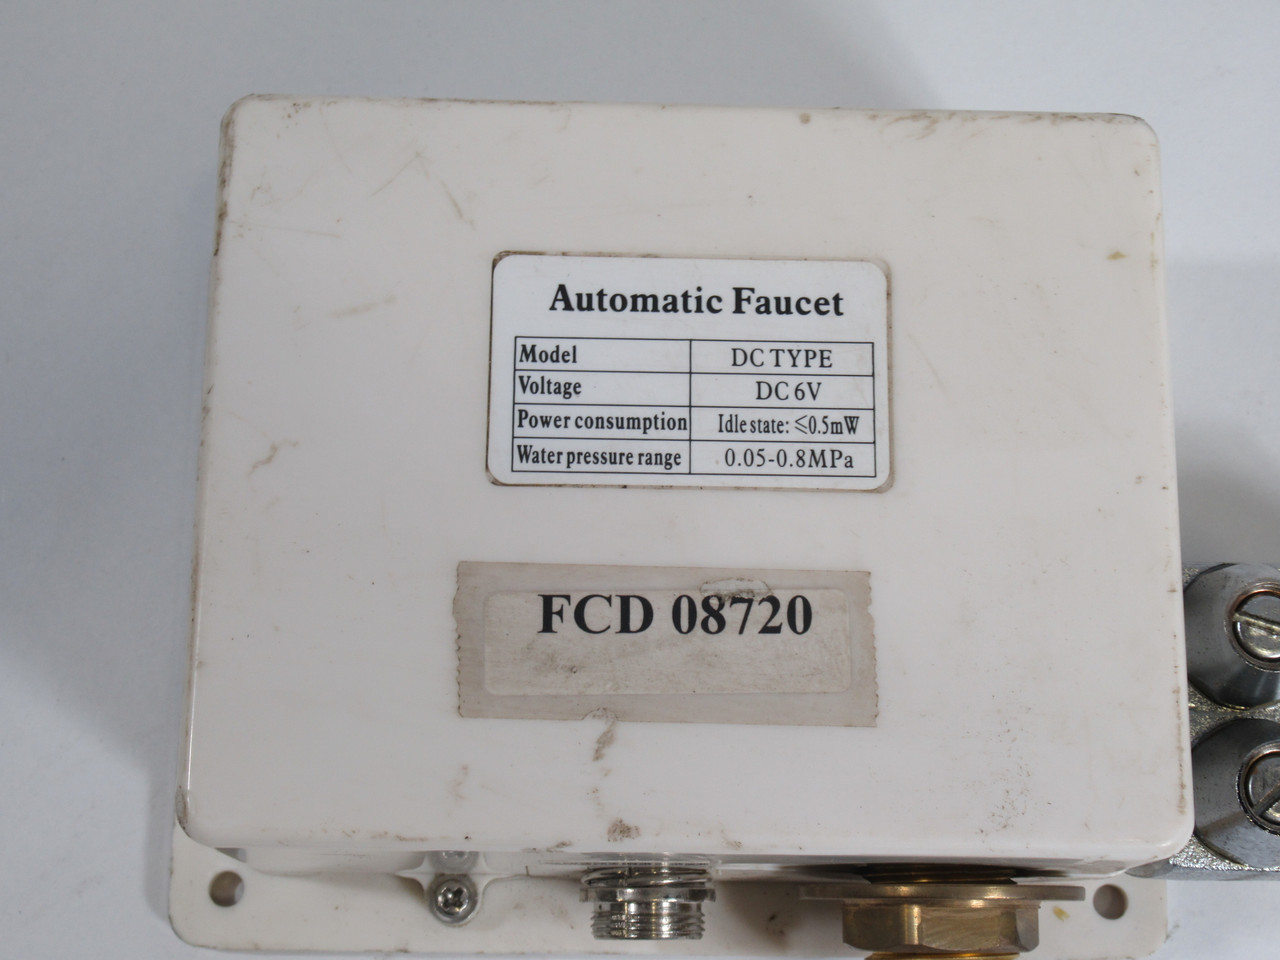 Automatic Faucet
Model DC TYPE
Voltage DC 6V
Power consumption Idle state: ≤0.5mW
Water pressure range 0.05-0.8MPa
FCD 08720